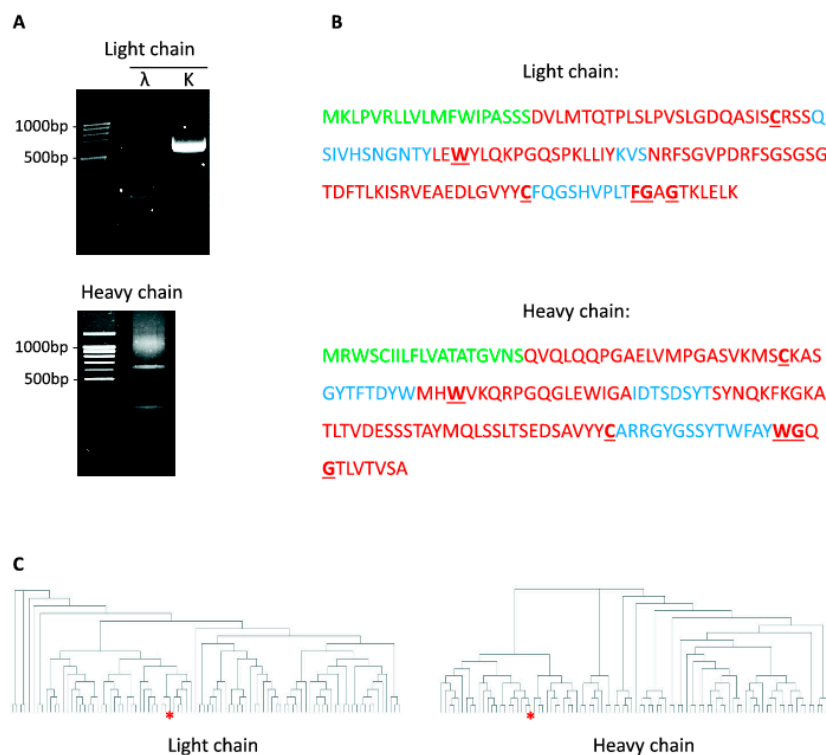 A
Light chain
λ K
1000bp
500bp
Heavy chain
1000bp
500bp
B
Light chain:
MKLPVRLLVLMFWIPASSSDVLMTQTPLSLPVSLGDQASISCRSSQ
SIVHSNGNTYLEWYLQKPGQSPKLLIYKVSNRFSGVPDRFSGSGSG
TDFTLKISRVEAEDLGVYYCFQGSHVPLTFGAGTKLELK
Heavy chain:
MRWSCIILFLVATATGVNSQVQLQQPGAELVMPGASVKMSCKAS
GYTFTDYWMHWVKQRPGQGLEWIGAIDTSDSYTSYNQKFKGKA
TLTVDESSSTAYMQLSSLTSEDSAVYYCARRGYGSSYTWFAYWGQ
GTLVTVSA
C
*
Light chain
*
Heavy chain